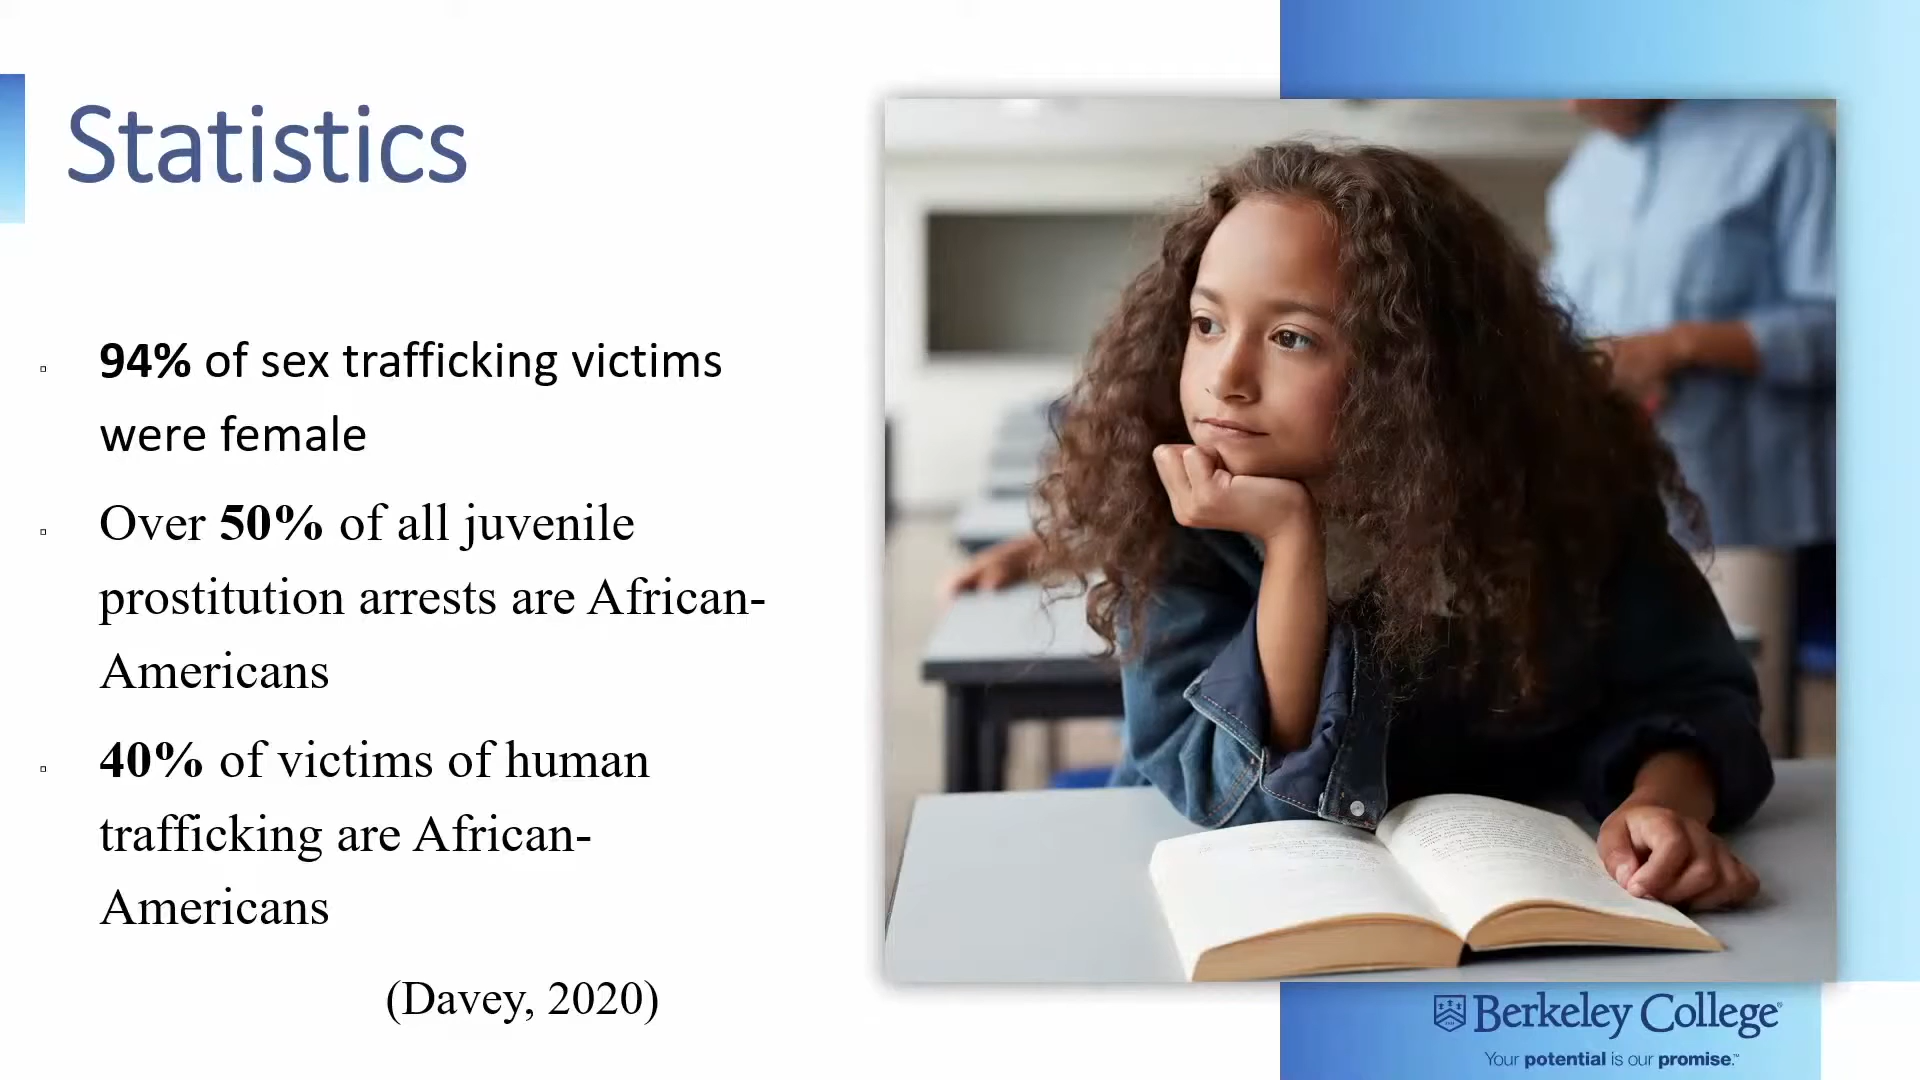 Statistics
94% of sex trafficking victims
were female
Over 50% of all juvenile
prostitution arrests are African-
Americans
40% of victims of human
trafficking are African-
Americans
(Davey, 2020)
Berkeley College®
Your potential is our promise.™